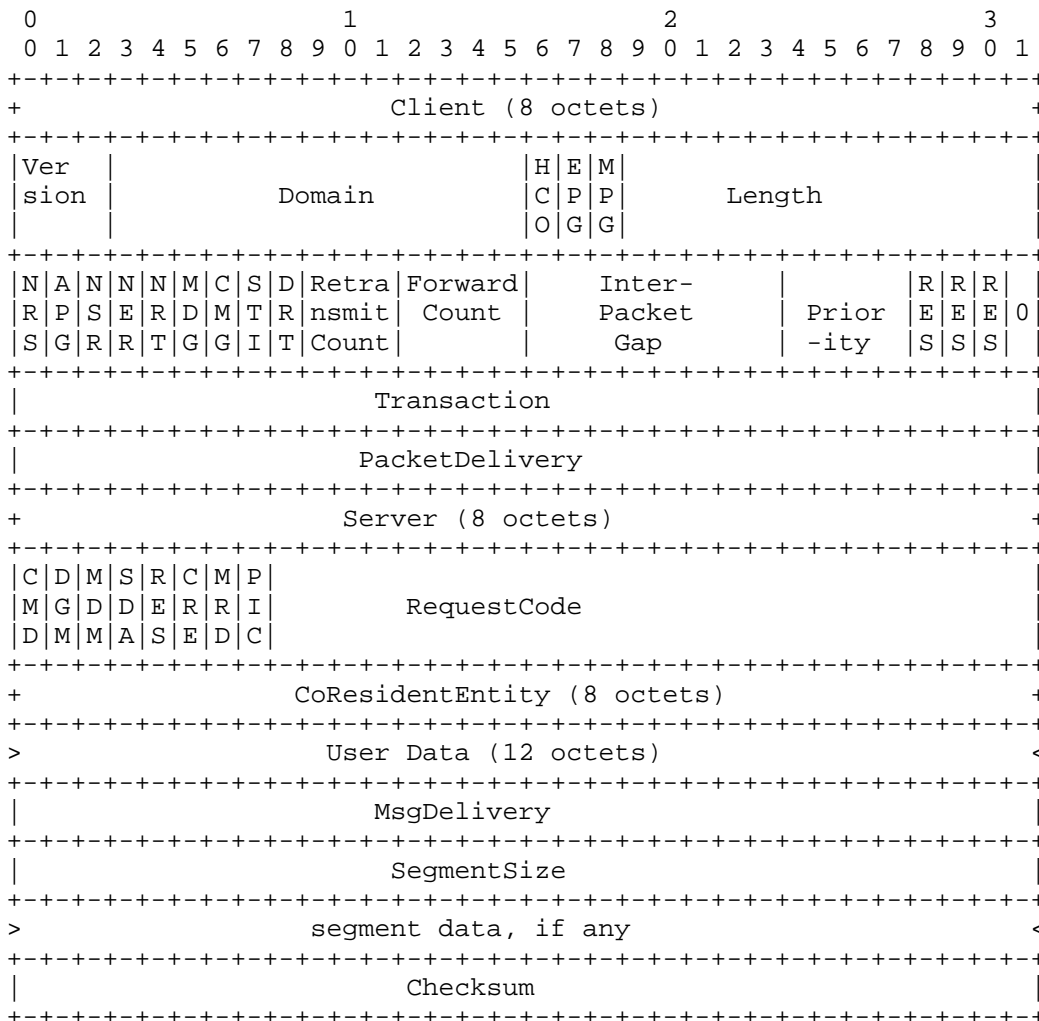 0                   1                   2                   3
 0 1 2 3 4 5 6 7 8 9 0 1 2 3 4 5 6 7 8 9 0 1 2 3 4 5 6 7 8 9 0 1
+-+-+-+-+-+-+-+-+-+-+-+-+-+-+-+-+-+-+-+-+-+-+-+-+-+-+-+-+-+-+-+-+
+                       Client (8 octets)                       +
+-+-+-+-+-+-+-+-+-+-+-+-+-+-+-+-+-+-+-+-+-+-+-+-+-+-+-+-+-+-+-+-+
|Ver  |                         |H|E|M|                         |
|sion |          Domain         |C|P|P|      Length             |
|     |                         |O|G|G|                         |
+-+-+-+-+-+-+-+-+-+-+-+-+-+-+-+-+-+-+-+-+-+-+-+-+-+-+-+-+-+-+-+-+
|N|A|N|N|N|M|C|S|D|Retra|Forward|    Inter-     |       |R|R|R| |
|R|P|S|E|R|D|M|T|R|nsmit| Count |    Packet     | Prior |E|E|E|0|
|S|G|R|R|T|G|G|I|T|Count|       |     Gap       | -ity  |S|S|S| |
+-+-+-+-+-+-+-+-+-+-+-+-+-+-+-+-+-+-+-+-+-+-+-+-+-+-+-+-+-+-+-+-+
|                      Transaction                              |
+-+-+-+-+-+-+-+-+-+-+-+-+-+-+-+-+-+-+-+-+-+-+-+-+-+-+-+-+-+-+-+-+
|                     PacketDelivery                            |
+-+-+-+-+-+-+-+-+-+-+-+-+-+-+-+-+-+-+-+-+-+-+-+-+-+-+-+-+-+-+-+-+
+                    Server (8 octets)                          +
+-+-+-+-+-+-+-+-+-+-+-+-+-+-+-+-+-+-+-+-+-+-+-+-+-+-+-+-+-+-+-+-+
|C|D|M|S|R|C|M|P|                                               |
|M|G|D|D|E|R|R|I|        RequestCode                            |
|D|M|M|A|S|E|D|C|                                               |
+-+-+-+-+-+-+-+-+-+-+-+-+-+-+-+-+-+-+-+-+-+-+-+-+-+-+-+-+-+-+-+-+
+                 CoResidentEntity (8 octets)                   +
+-+-+-+-+-+-+-+-+-+-+-+-+-+-+-+-+-+-+-+-+-+-+-+-+-+-+-+-+-+-+-+-+
>                   User Data (12 octets)                       <
+-+-+-+-+-+-+-+-+-+-+-+-+-+-+-+-+-+-+-+-+-+-+-+-+-+-+-+-+-+-+-+-+
|                      MsgDelivery                              |
+-+-+-+-+-+-+-+-+-+-+-+-+-+-+-+-+-+-+-+-+-+-+-+-+-+-+-+-+-+-+-+-+
|                       SegmentSize                             |
+-+-+-+-+-+-+-+-+-+-+-+-+-+-+-+-+-+-+-+-+-+-+-+-+-+-+-+-+-+-+-+-+
>                  segment data, if any                         <
+-+-+-+-+-+-+-+-+-+-+-+-+-+-+-+-+-+-+-+-+-+-+-+-+-+-+-+-+-+-+-+-+
|                        Checksum                               |
+-+-+-+-+-+-+-+-+-+-+-+-+-+-+-+-+-+-+-+-+-+-+-+-+-+-+-+-+-+-+-+-+